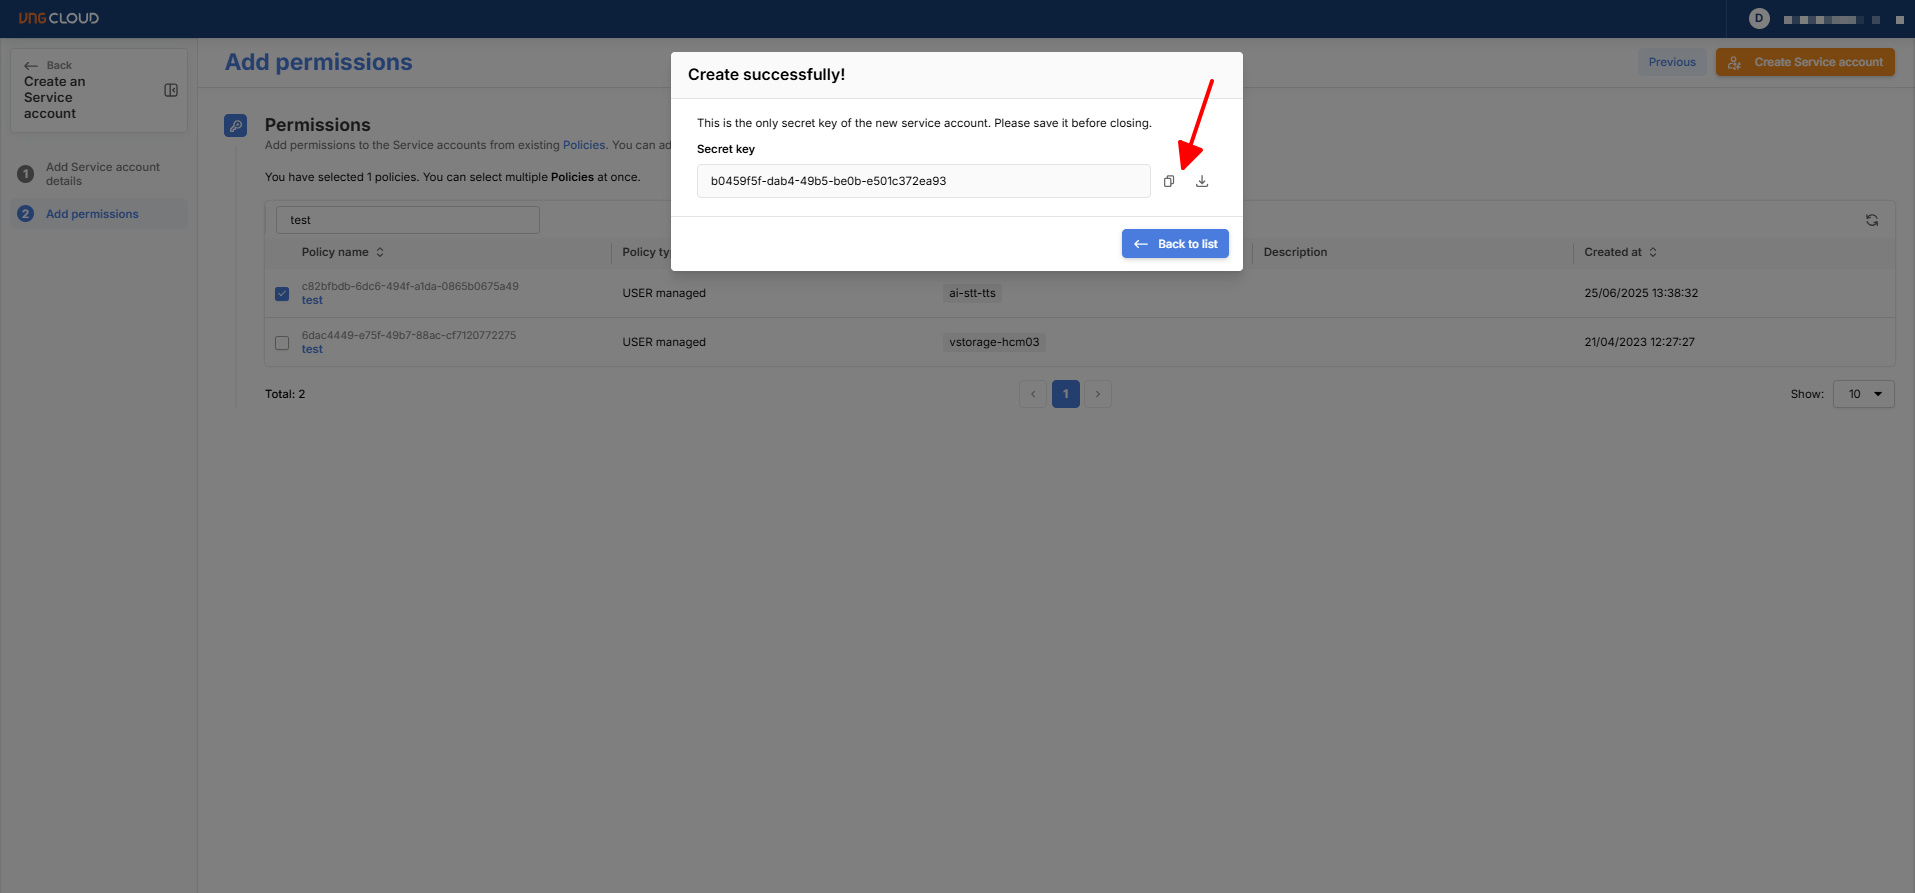 VNG CLOUD
D
Back
Create an
Service
account
1
Add Service account
details
2
Add permissions
Add permissions
Previous
Create Service account
Permissions
Add permissions to the Service accounts from existing Policies. You can ad
You have selected 1 policies. You can select multiple Policies at once.
test
Policy name
Policy ty
Description
Created at
c82bfbdb-6dc6-494f-a1da-0865b0675a49
test
USER managed
ai-stt-tts
25/06/2025 13:38:32
6dac4449-e75f-49b7-88ac-cf7120772275
test
USER managed
vstorage-hcm03
21/04/2023 12:27:27
Total: 2
1
Show:
10
Create successfully!
This is the only secret key of the new service account. Please save it before closing.
Secret key
b0459f5f-dab4-49b5-be0b-e501c372ea93
Back to list